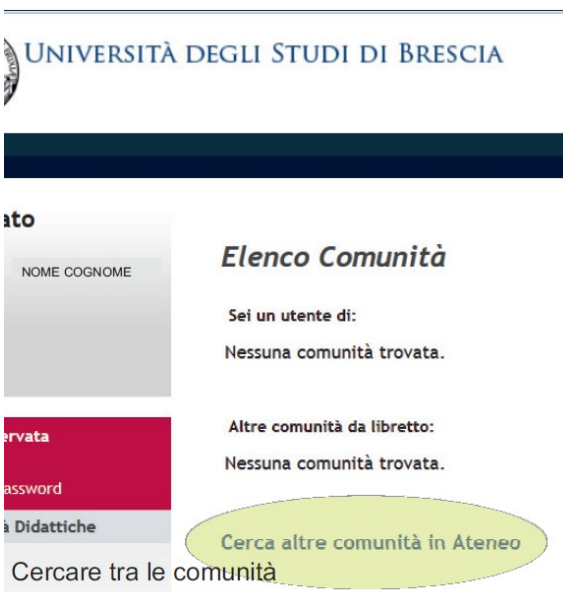 UNIVERSITÀ DEGLI STUDI DI BRESCIA
ato
NOME COGNOME
ervata
assword
à Didattiche
Elenco Comunità
Sei un utente di:
Nessuna comunità trovata.
Altre comunità da libretto:
Nessuna comunità trovata.
Cerca altre comunità in Ateneo
Cercare tra le comunità